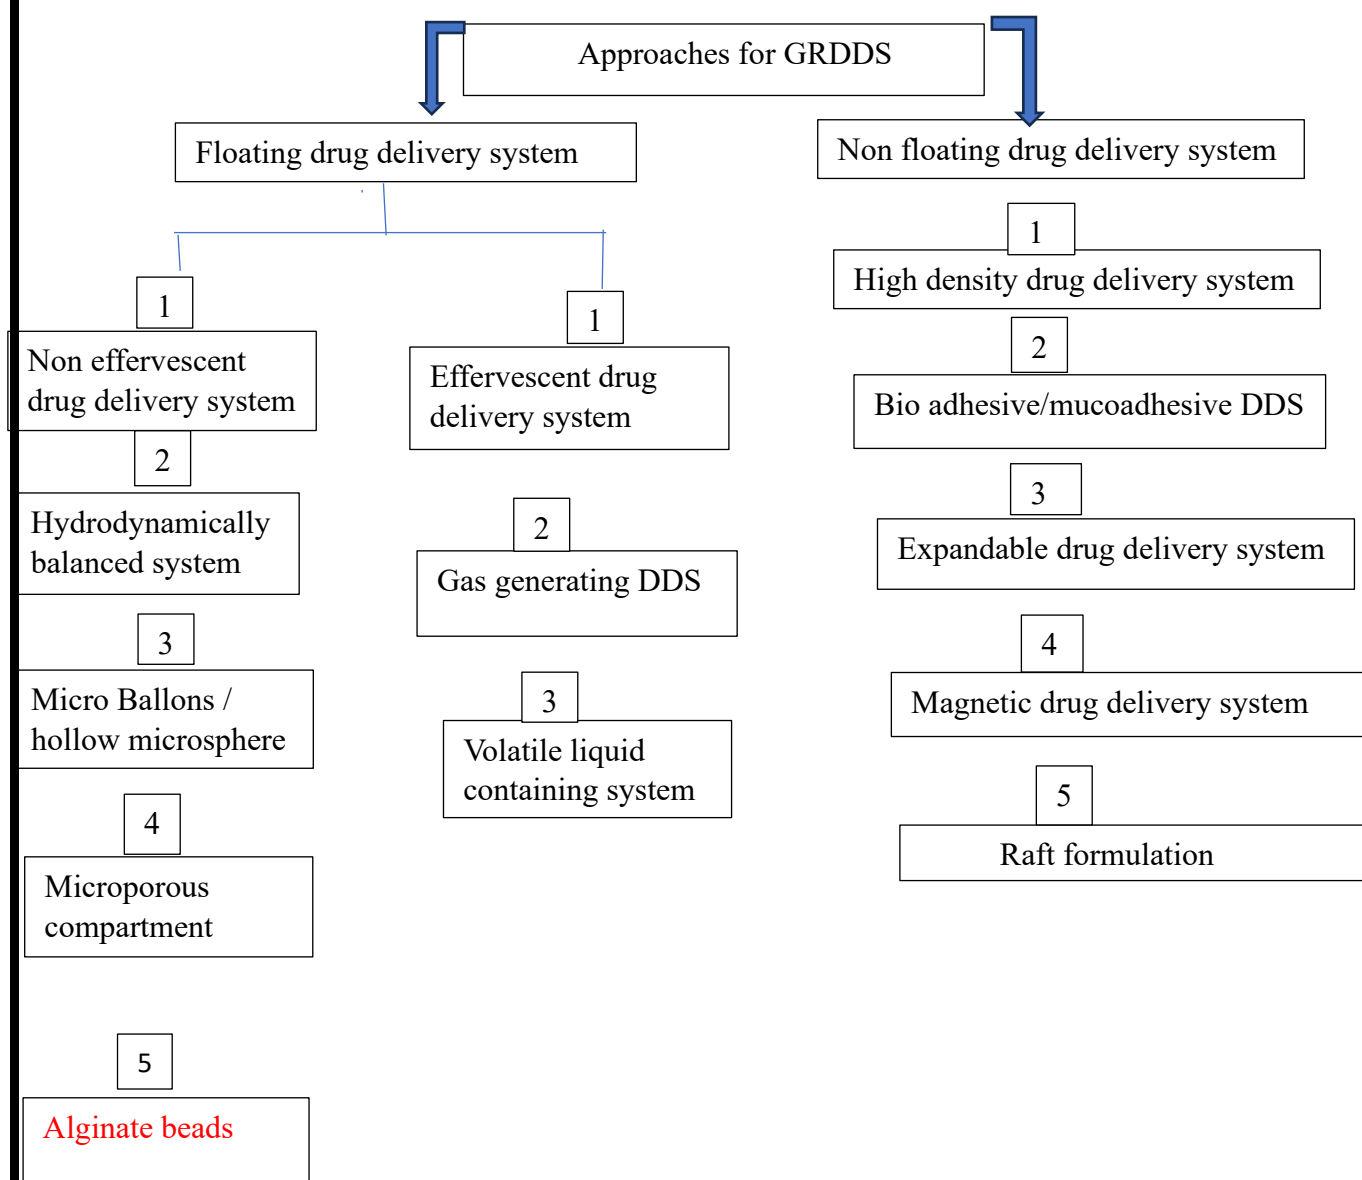 Approaches for GRDDS
Floating drug delivery system
Non floating drug delivery system
1
Non effervescent
drug delivery system
2
Hydrodynamically
balanced system
3
Micro Ballons /
hollow microsphere
4
Microporous
compartment
5
Alginate beads
1
Effervescent drug
delivery system
2
Gas generating DDS
3
Volatile liquid
containing system
1
High density drug delivery system
2
Bio adhesive/mucoadhesive DDS
3
Expandable drug delivery system
4
Magnetic drug delivery system
5
Raft formulation